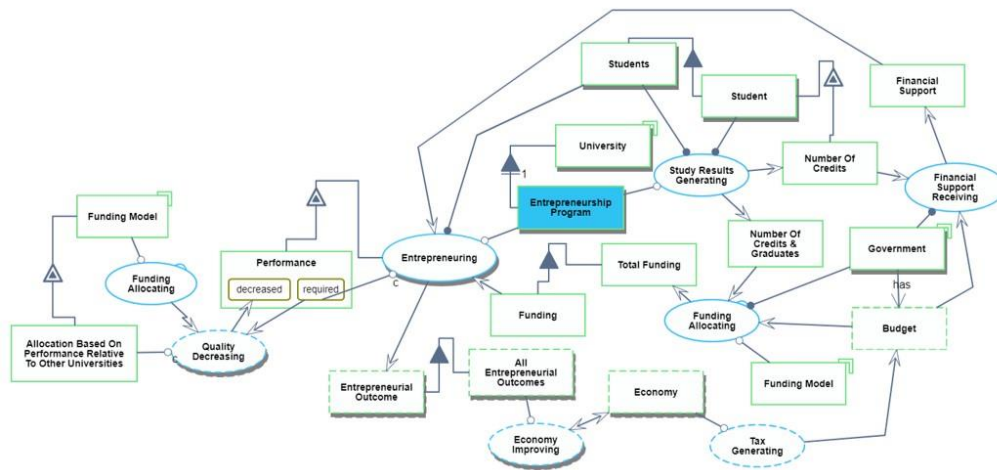 Students
Student
Financial
Support
University
Study Results
Generating
Number Of
Credits
Financial
Support
Receiving
1
Entrepreneurship
Program
Funding Model
Performance
decreased
required
Entrepreneuring
c
Number Of
Credits &
Graduates
Government
has
Total Funding
Funding
Allocating
Funding
Funding
Allocating
Budget
Allocation Based On
Performance Relative
To Other Universities
c
Quality
Decreasing
Entrepreneurial
Outcome
All
Entrepreneurial
Outcomes
Economy
Funding Model
Economy
Improving
Tax
Generating